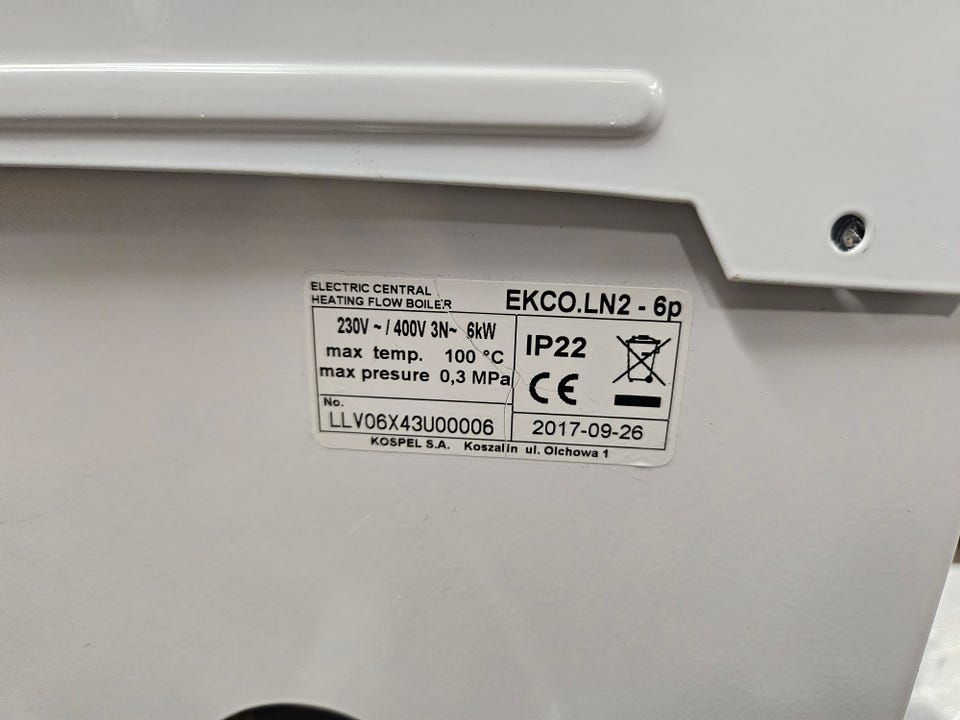 ELECTRIC CENTRAL
HEATING FLOW BOILER
EKCO.LN2 - 6p
230V ~ / 400V 3N~ 6kW
max temp. 100 °C
max presure 0,3 MPa
IP22
CE
No.
LLV06X43U00006
2017-09-26
KOSPEL S.A. Koszalin ul. Olchowa 1